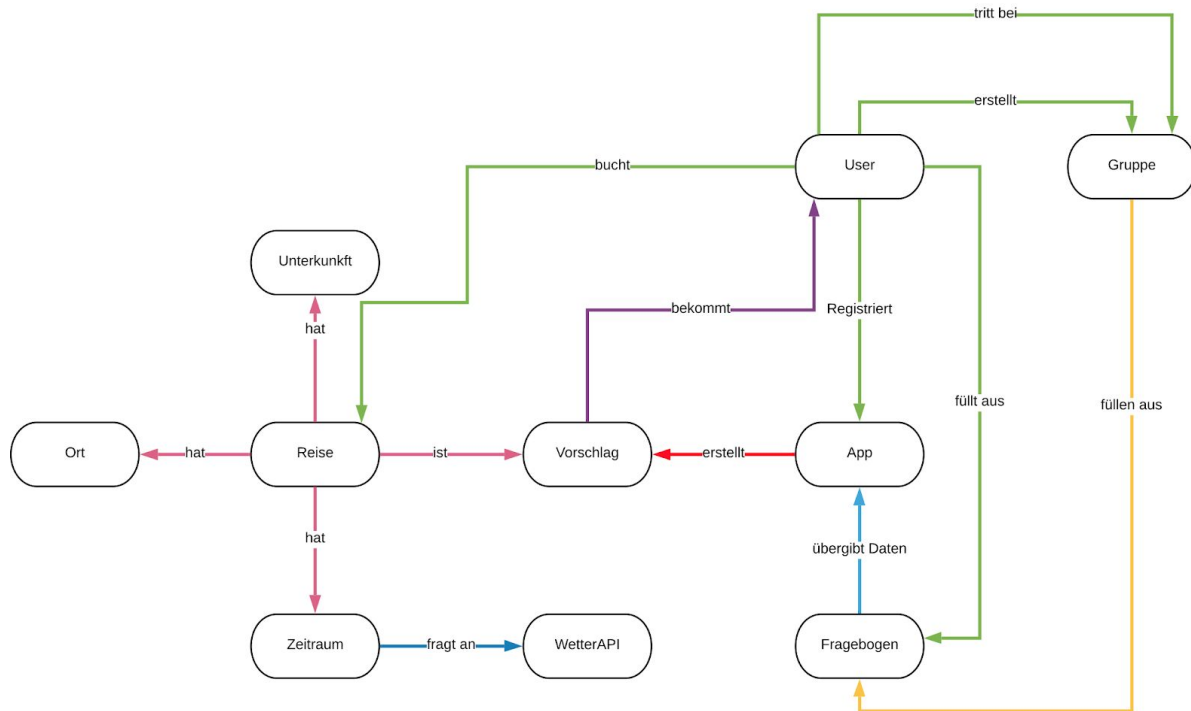 tritt bei
erstellt
User
Gruppe
bucht
Unterkunkft
bekommt
Registriert
hat
füllt aus
füllen aus
Ort
hat
Reise
ist
Vorschlag
erstellt
App
hat
übergibt Daten
Zeitraum
fragt an
WetterAPI
Fragebogen